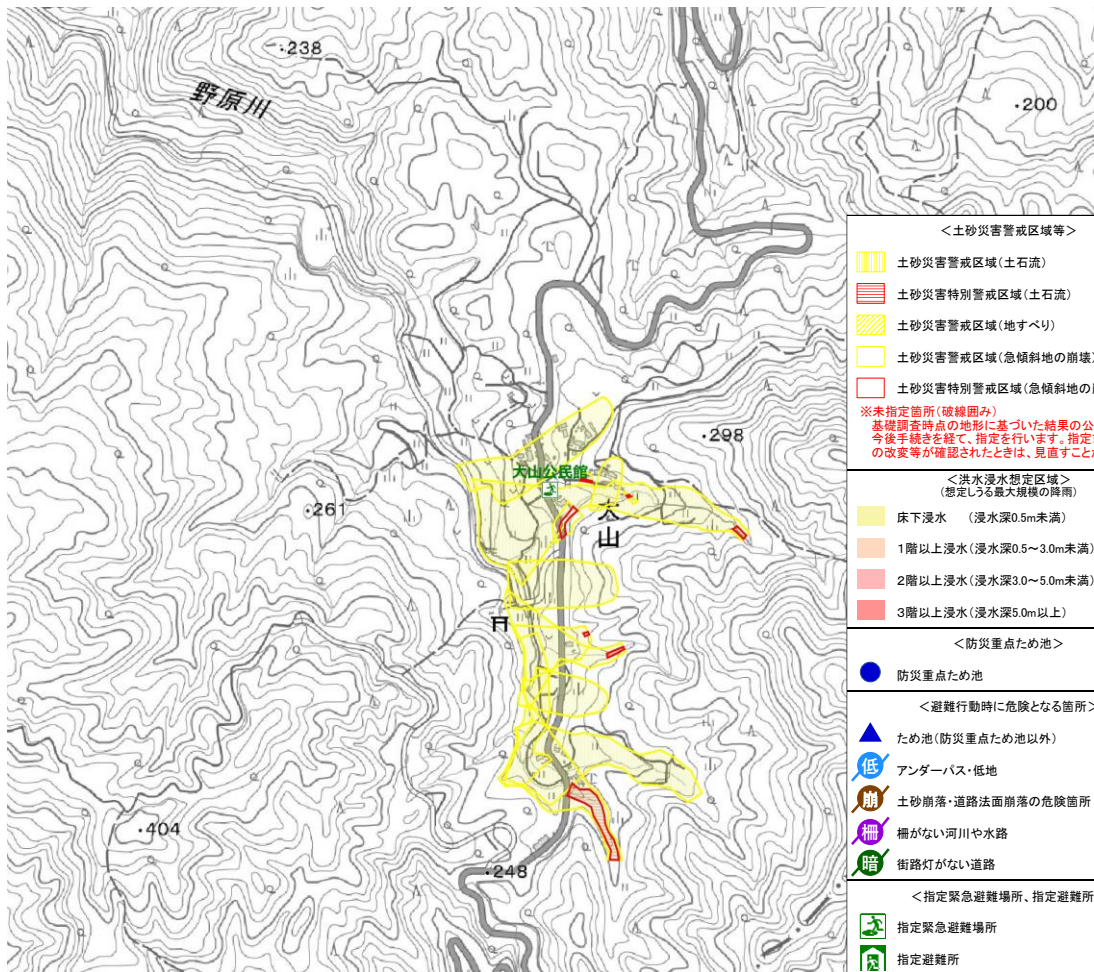 ・238
野原川
・200
・298
大山公民館
大山
・261
・404
・248
＜土砂災害警戒区域等＞
土砂災害警戒区域(土石流)
土砂災害特別警戒区域(土石流)
土砂災害警戒区域(地すべり)
土砂災害警戒区域(急傾斜地の崩壊)
土砂災害特別警戒区域(急傾斜地の
※未指定箇所(破線囲み)
基礎調査時点の地形に基づいた結果の公
今後手続きを経て、指定を行います。指定
の改変等が確認されたときは、見直すことが
＜洪水浸水想定区域＞
(想定しうる最大規模の降雨)
床下浸水　(浸水深0.5m未満)
1階以上浸水(浸水深0.5～3.0m未満)
2階以上浸水(浸水深3.0～5.0m未満)
3階以上浸水(浸水深5.0m以上)
＜防災重点ため池＞
防災重点ため池
＜避難行動時に危険となる箇所＞
ため池(防災重点ため池以外)
低 アンダーパス・低地
崩 土砂崩落・道路法面崩落の危険箇所
柵 柵がない河川や水路
暗 街路灯がない道路
＜指定緊急避難場所、指定避難所
指定緊急避難場所
指定避難所